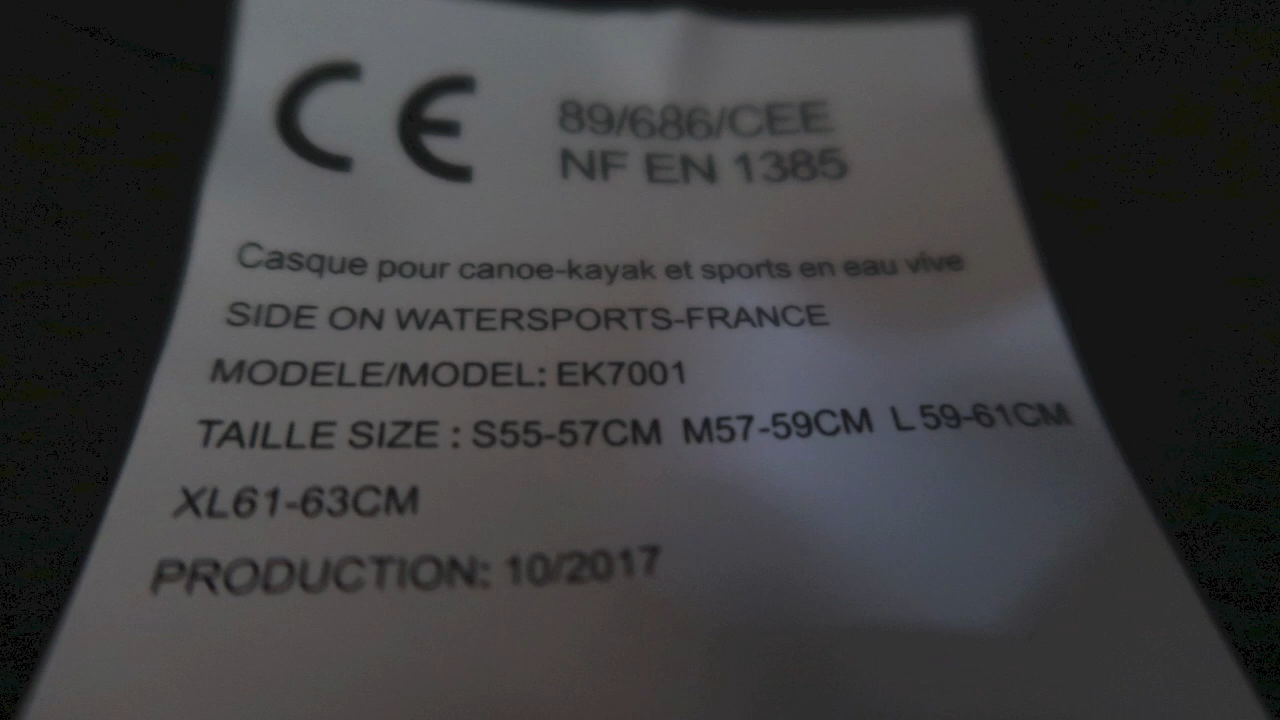 CE 89/686/CEE
NF EN 1385
Casque pour canoe-kayak et sports en eau vive
SIDE ON WATERSPORTS-FRANCE
MODELE/MODEL: EK7001
TAILLE SIZE : S55-57CM M57-59CM L59-61CM
XL61-63CM
PRODUCTION: 10/2017